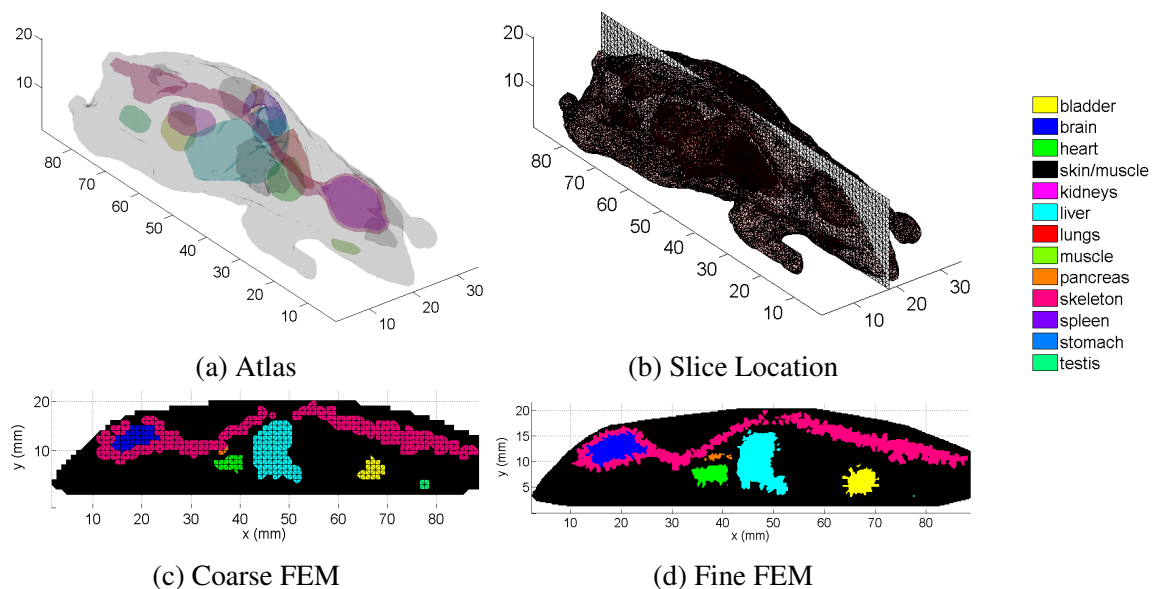 20
10
80
70
60
50
40
30
20
10
10
20
30
(a) Atlas
20
10
80
70
60
50
40
30
20
10
10
20
30
(b) Slice Location
bladder
brain
heart
skin/muscle
kidneys
liver
lungs
muscle
pancreas
skeleton
spleen
stomach
testis
20
10
0
y (mm)
10 20 30 40 50 60 70 80
x (mm)
(c) Coarse FEM
20
15
10
5
y (mm)
10 20 30 40 50 60 70 80
x (mm)
(d) Fine FEM